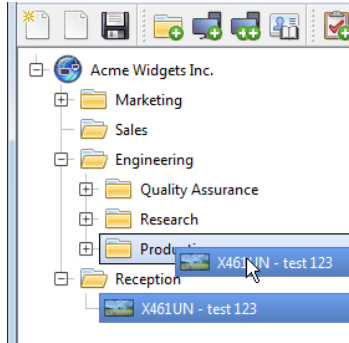 Acme Widgets Inc.
Marketing
Sales
Engineering
Quality Assurance
Research
X461UN - test 123
Reception
X461UN - test 123